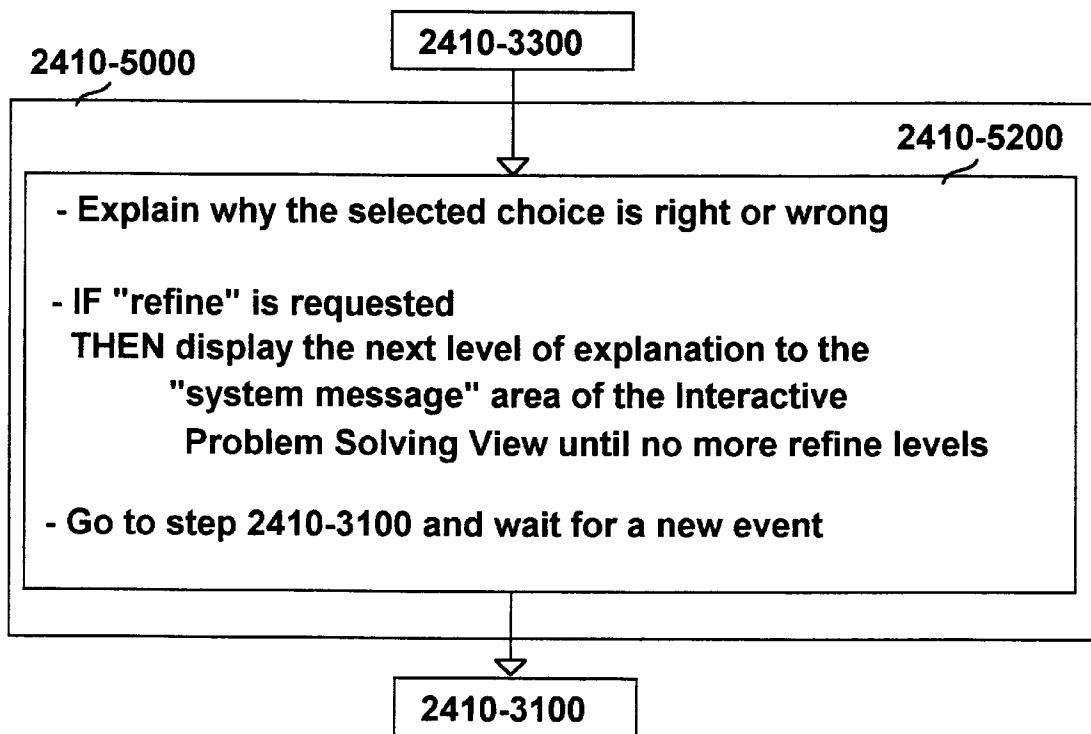 2410-3300
2410-5000
2410-5200
- Explain why the selected choice is right or wrong
- IF "refine" is requested
THEN display the next level of explanation to the
"system message" area of the Interactive
Problem Solving View until no more refine levels
- Go to step 2410-3100 and wait for a new event
2410-3100